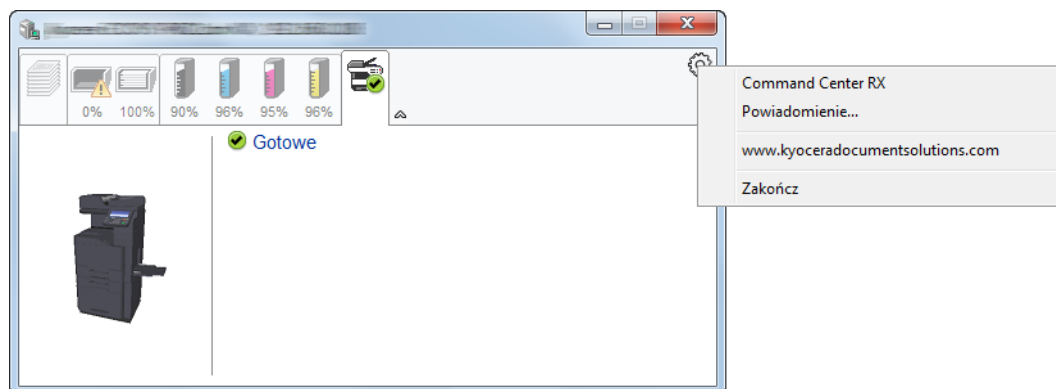 0% 100% 90% 96% 95% 96%
Gotowe
Command Center RX
Powiadomienie...
www.kyoceradocumentsolutions.com
Zakończ